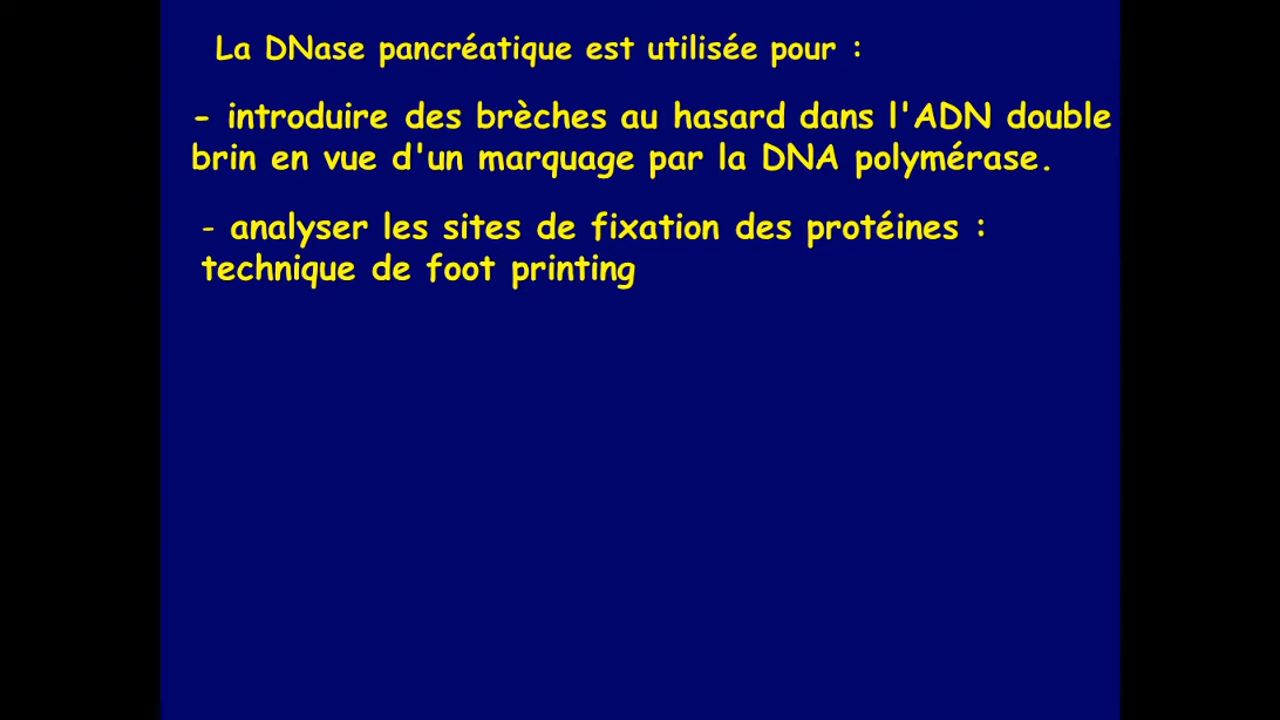 La DNase pancréatique est utilisée pour :
- introduire des brèches au hasard dans l'ADN double
brin en vue d'un marquage par la DNA polymérase.
- analyser les sites de fixation des protéines :
technique de foot printing